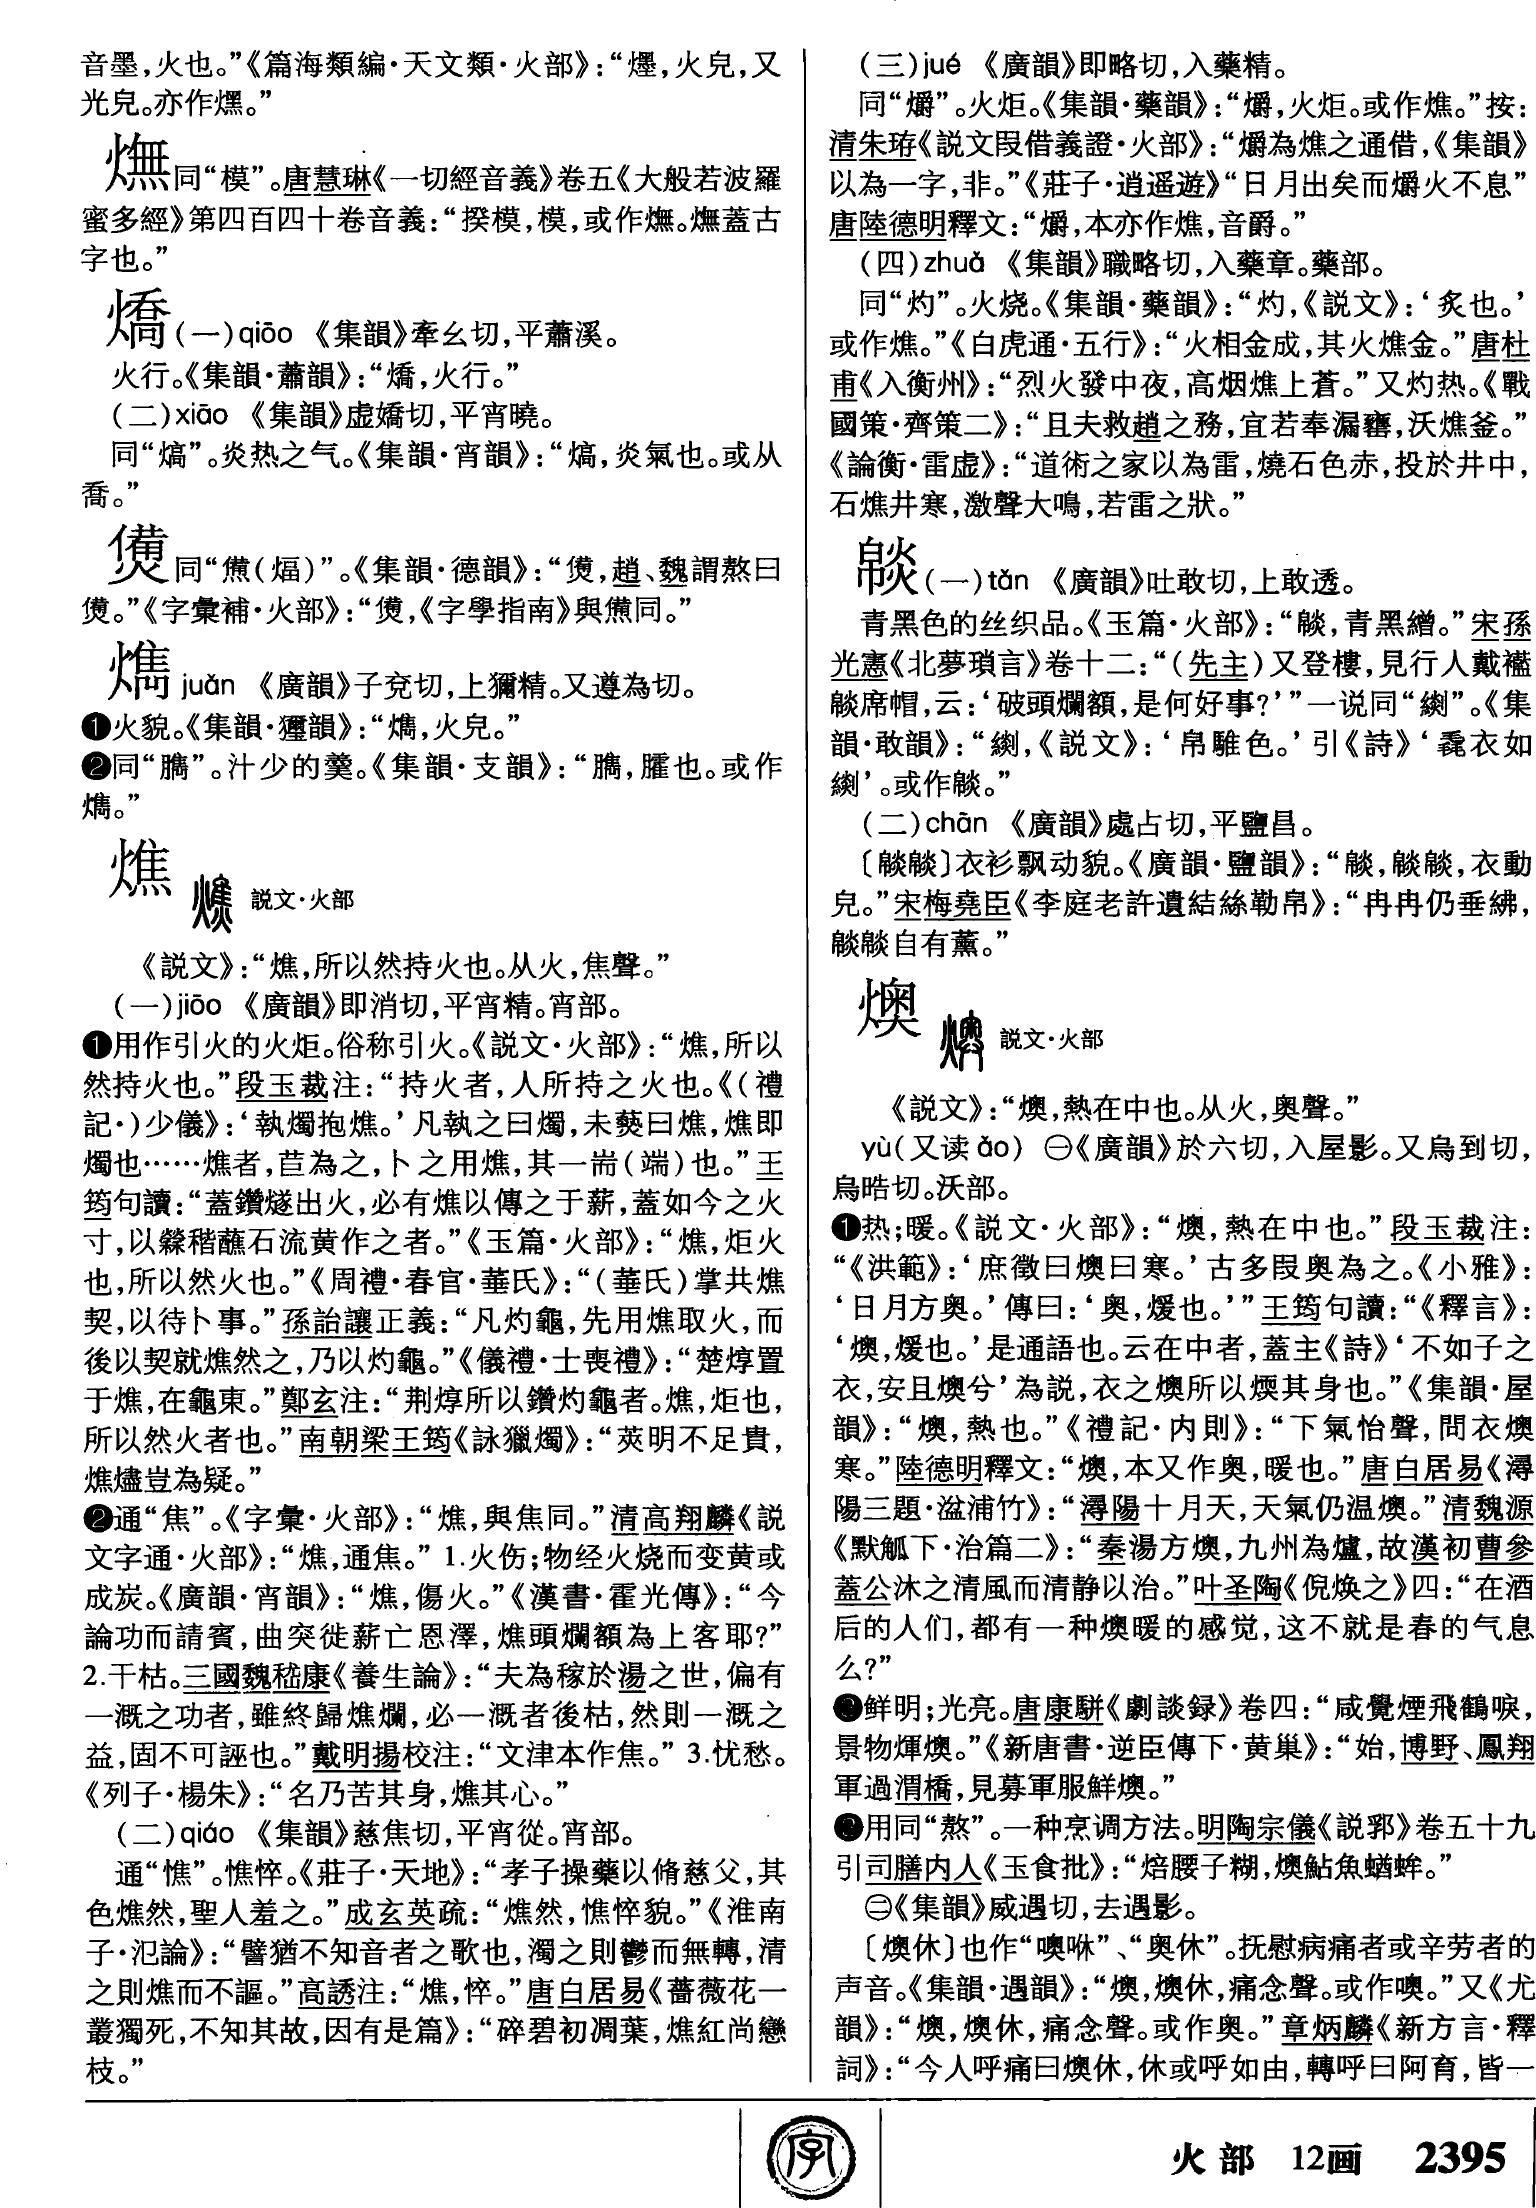 音墨,火也。”《篇海類編·天文類·火部》:“爅,火皃,又
光皃。亦作㷵。”
㷻同“模”。唐慧琳《一切經音義》卷五《大般若波羅
蜜多經》第四百四十卷音義:“揆模,模,或作㷻。㷻蓋古
字也。”
燆(一)qiāo 《集韻》牽幺切,平蕭溪。
火行。《集韻·蕭韻》:“燆,火行。”
(二)xiāo 《集韻》虛嬌切,平宵曉。
同“熇”。炎热之气。《集韻·宵韻》:“熇,炎氣也。或从
喬。”
同“㷶(煏)”。《集韻·德韻》:“,趙、魏謂熬曰
。”《字彙補·火部》:“,《字學指南》與㷶同。”
㷷juǎn 《廣韻》子兗切,上獼精。又遵為切。
❶火貌。《集韻·獮韻》:“㷷,火皃。”
❷同“臇”。汁少的羹。《集韻·支韻》:“臇,臛也。或作
㷷。”
燋 説文·火部
《説文》:“燋,所以然持火也。从火,焦聲。”
(一)jiāo 《廣韻》即消切,平宵精。宵部。
❶用作引火的火炬。俗称引火。《説文·火部》:“燋,所以
然持火也。”段玉裁注:“持火者,人所持之火也。《(禮
記·)少儀》:‘執燭抱燋。’凡執之曰燭,未爇曰燋,燋即
燭也……燋者,苣為之,卜之用燋,其一耑(端)也。”王
筠句讀:“蓋鑽燧出火,必有燋以傳之于薪,蓋如今之火
寸,以䕲稭蘸石流黄作之者。”《玉篇·火部》:“燋,炬火
也,所以然火也。”《周禮·春官·菙氏》:“(菙氏)掌共燋
契,以待卜事。”孫詒讓正義:“凡灼龜,先用燋取火,而
後以契就燋然之,乃以灼龜。”《儀禮·士喪禮》:“楚焞置
于燋,在龜東。”鄭玄注:“荆焞所以鑽灼龜者。燋,炬也,
所以然火者也。”南朝梁王筠《詠獵燭》:“莢明不足貴,
燋燼豈為疑。”
❷通“焦”。《字彙·火部》:“燋,與焦同。”清高翔麟《説
文字通·火部》:“燋,通焦。” 1.火伤;物经火烧而变黄或
成炭。《廣韻·宵韻》:“燋,傷火。”《漢書·霍光傳》:“今
論功而請賓,曲突徙薪亡恩澤,燋頭爛額為上客耶?”
2.干枯。三國魏嵇康《養生論》:“夫為稼於湯之世,偏有
一溉之功者,雖終歸燋爛,必一溉者後枯,然則一溉之
益,固不可誣也。”戴明揚校注:“文津本作焦。” 3.忧愁。
《列子·楊朱》:“名乃苦其身,燋其心。”
(二)qiáo 《集韻》慈焦切,平宵從。宵部。
通“憔”。憔悴。《莊子·天地》:“孝子操藥以脩慈父,其
色燋然,聖人羞之。”成玄英疏:“燋然,憔悴貌。”《淮南
子·氾論》:“譬猶不知音者之歌也,濁之則鬱而無轉,清
之則燋而不謳。”高誘注:“燋,悴。”唐白居易《薔薇花一
叢獨死,不知其故,因有是篇》:“碎碧初凋葉,燋紅尚戀
枝。”
(三)jué 《廣韻》即略切,入藥精。
同“爝”。火炬。《集韻·藥韻》:“爝,火炬。或作燋。”按:
清朱珔《説文叚借義證·火部》:“爝為燋之通借,《集韻》
以為一字,非。”《莊子·逍遥遊》“日月出矣而爝火不息”
唐陸德明釋文:“爝,本亦作燋,音爵。”
(四)zhuó 《集韻》職略切,入藥章。藥部。
同“灼”。火烧。《集韻·藥韻》:“灼,《説文》:‘炙也。’
或作燋。”《白虎通·五行》:“火相金成,其火燋金。”唐杜
甫《入衡州》:“烈火發中夜,高烟燋上蒼。”又灼热。《戰
國策·齊策二》:“且夫救趙之務,宜若奉漏罋,沃燋釜。”
《論衡·雷虚》:“道術之家以為雷,燒石色赤,投於井中,
石燋井寒,激聲大鳴,若雷之狀。”
㷋(一)tǎn 《廣韻》吐敢切,上敢透。
青黑色的丝织品。《玉篇·火部》:“㷋,青黑繒。”宋孫
光憲《北夢瑣言》卷十二:“(先主)又登樓,見行人戴襤
㷋席帽,云:‘破頭爛額,是何好事?’”一说同“緂”。《集
韻·敢韻》:“緂,《説文》:‘帛騅色。’引《詩》‘毳衣如
緂’。或作㷋。”
(二)chān 《廣韻》處占切,平鹽昌。
〔㷋㷋〕衣衫飘动貌。《廣韻·鹽韻》:“㷋,㷋㷋,衣動
皃。”宋梅堯臣《李庭老許遺結絲勒帛》:“冉冉仍垂紼,
㷋㷋自有薰。”
燠 説文·火部
《説文》:“燠,熱在中也。从火,奥聲。”
yù(又读ǎo) ㊀《廣韻》於六切,入屋影。又烏到切,
烏晧切。沃部。
❶热;暖。《説文·火部》:“燠,熱在中也。”段玉裁注:
“《洪範》:‘庶徵曰燠曰寒。’古多叚奥為之。《小雅》:
‘日月方奥。’傳曰:‘奥,煖也。’”王筠句讀:“《釋言》:
‘燠,煖也。’是通語也。云在中者,蓋主《詩》‘不如子之
衣,安且燠兮’為説,衣之燠所以煗其身也。”《集韻·屋
韻》:“燠,熱也。”《禮記·内則》:“下氣怡聲,問衣燠
寒。”陸德明釋文:“燠,本又作奥,暖也。”唐白居易《潯
陽三題·湓浦竹》:“潯陽十月天,天氣仍温燠。”清魏源
《默觚下·治篇二》:“秦湯方燠,九州為爐,故漢初曹參
蓋公沐之清風而清静以治。”叶圣陶《倪焕之》四:“在酒
后的人们,都有一种燠暖的感觉,这不就是春的气息
么?”
❷鲜明;光亮。唐康駢《劇談録》卷四:“咸覺煙飛鶴唳,
景物煇燠。”《新唐書·逆臣傳下·黄巢》:“始,博野、鳳翔
軍過渭橋,見募軍服鮮燠。”
❸用同“熬”。一种烹调方法。明陶宗儀《説郛》卷五十九
引司膳内人《玉食批》:“焙腰子糊,燠鮎魚蝤蛑。”
㊁《集韻》威遇切,去遇影。
〔燠休〕也作“噢咻”、“奥休”。抚慰病痛者或辛劳者的
声音。《集韻·遇韻》:“燠,燠休,痛念聲。或作噢。”又《尤
韻》:“燠,燠休,痛念聲。或作奥。”章炳麟《新方言·釋
詞》:“今人呼痛曰燠休,休或呼如由,轉呼曰阿育,皆一
字
火部 12画 2395